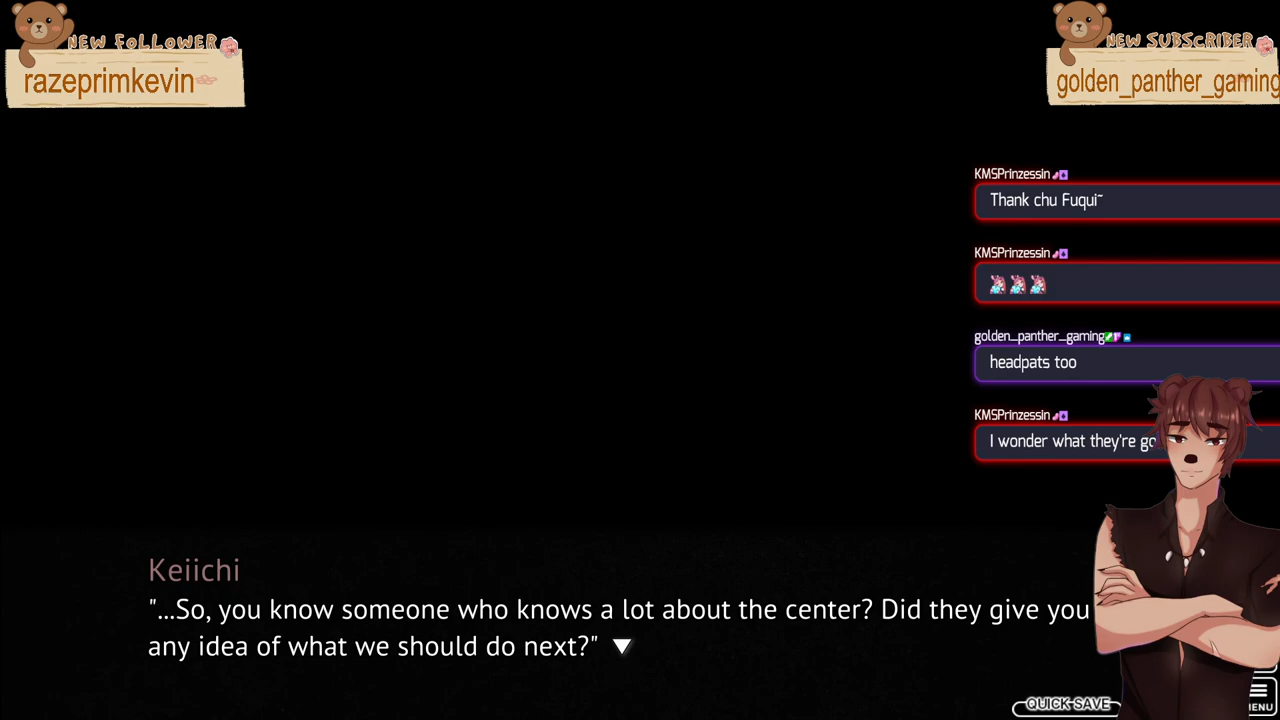 NEW FOLLOWER
razeprimkevin
NEW SUBSCRIBER
golden_panther_gaming
KMSPrinzessin
Thank chu Fuqui~
KMSPrinzessin
golden_panther_gaming
headpats too
KMSPrinzessin
I wonder what they're go
Keiichi
"...So, you know someone who knows a lot about the center? Did they give you
any idea of what we should do next?"
QUICK SAVE
MENU